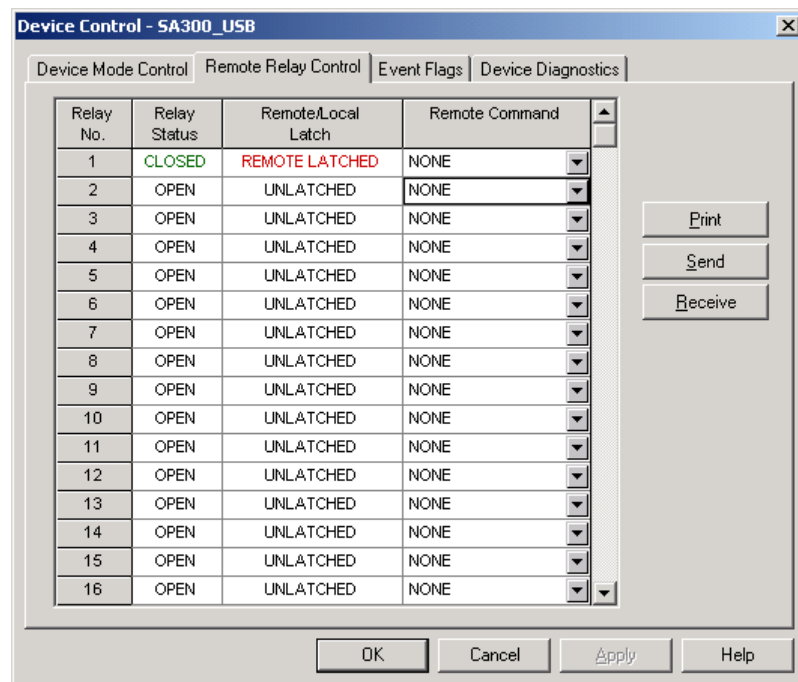 Device Control - SA300_USB
Device Mode Control Remote Relay Control Event Flags Device Diagnostics
Relay No. Relay Status Remote/Local Latch Remote Command
1 CLOSED REMOTE LATCHED NONE
2 OPEN UNLATCHED NONE
3 OPEN UNLATCHED NONE
4 OPEN UNLATCHED NONE
5 OPEN UNLATCHED NONE
6 OPEN UNLATCHED NONE
7 OPEN UNLATCHED NONE
8 OPEN UNLATCHED NONE
9 OPEN UNLATCHED NONE
10 OPEN UNLATCHED NONE
11 OPEN UNLATCHED NONE
12 OPEN UNLATCHED NONE
13 OPEN UNLATCHED NONE
14 OPEN UNLATCHED NONE
15 OPEN UNLATCHED NONE
16 OPEN UNLATCHED NONE
Print
Send
Receive
OK Cancel Apply Help